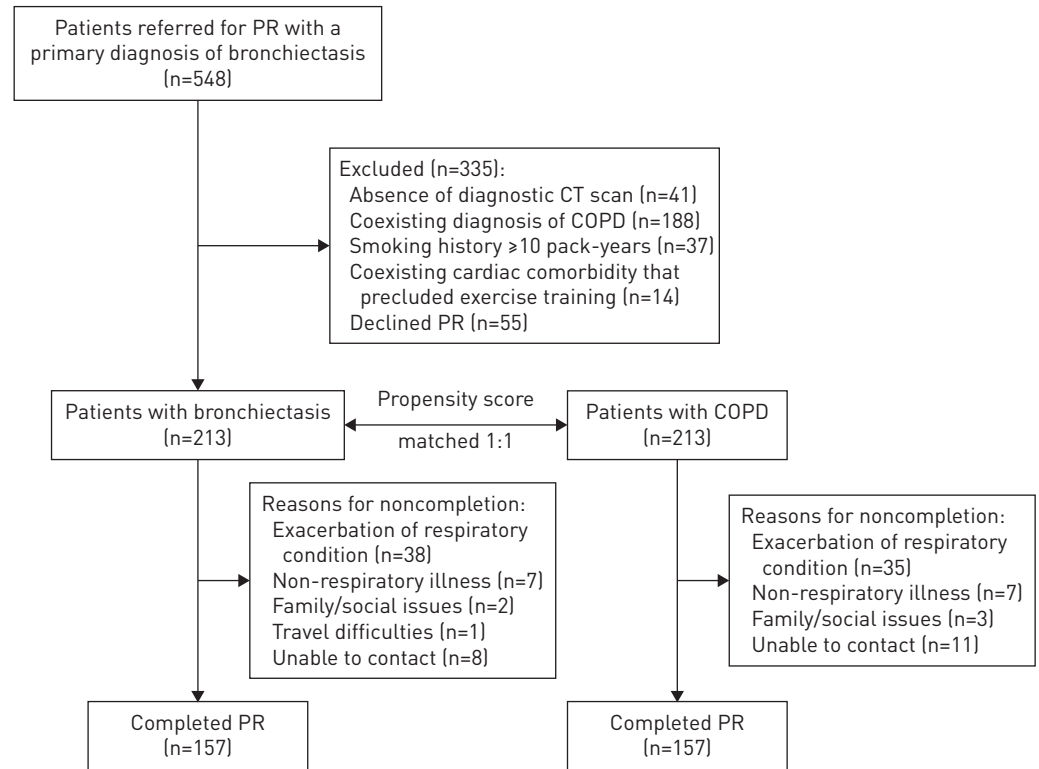 Patients referred for PR with a
primary diagnosis of bronchiectasis
(n=548)
Excluded (n=335):
Absence of diagnostic CT scan (n=41)
Coexisting diagnosis of COPD (n=188)
Smoking history ⩾10 pack-years (n=37)
Coexisting cardiac comorbidity that
precluded exercise training (n=14)
Declined PR (n=55)
Patients with bronchiectasis
(n=213)
Propensity score
matched 1:1
Patients with COPD
(n=213)
Reasons for noncompletion:
Exacerbation of respiratory
condition (n=38)
Non-respiratory illness (n=7)
Family/social issues (n=2)
Travel difficulties (n=1)
Unable to contact (n=8)
Reasons for noncompletion:
Exacerbation of respiratory
condition (n=35)
Non-respiratory illness (n=7)
Family/social issues (n=3)
Unable to contact (n=11)
Completed PR
(n=157)
Completed PR
(n=157)